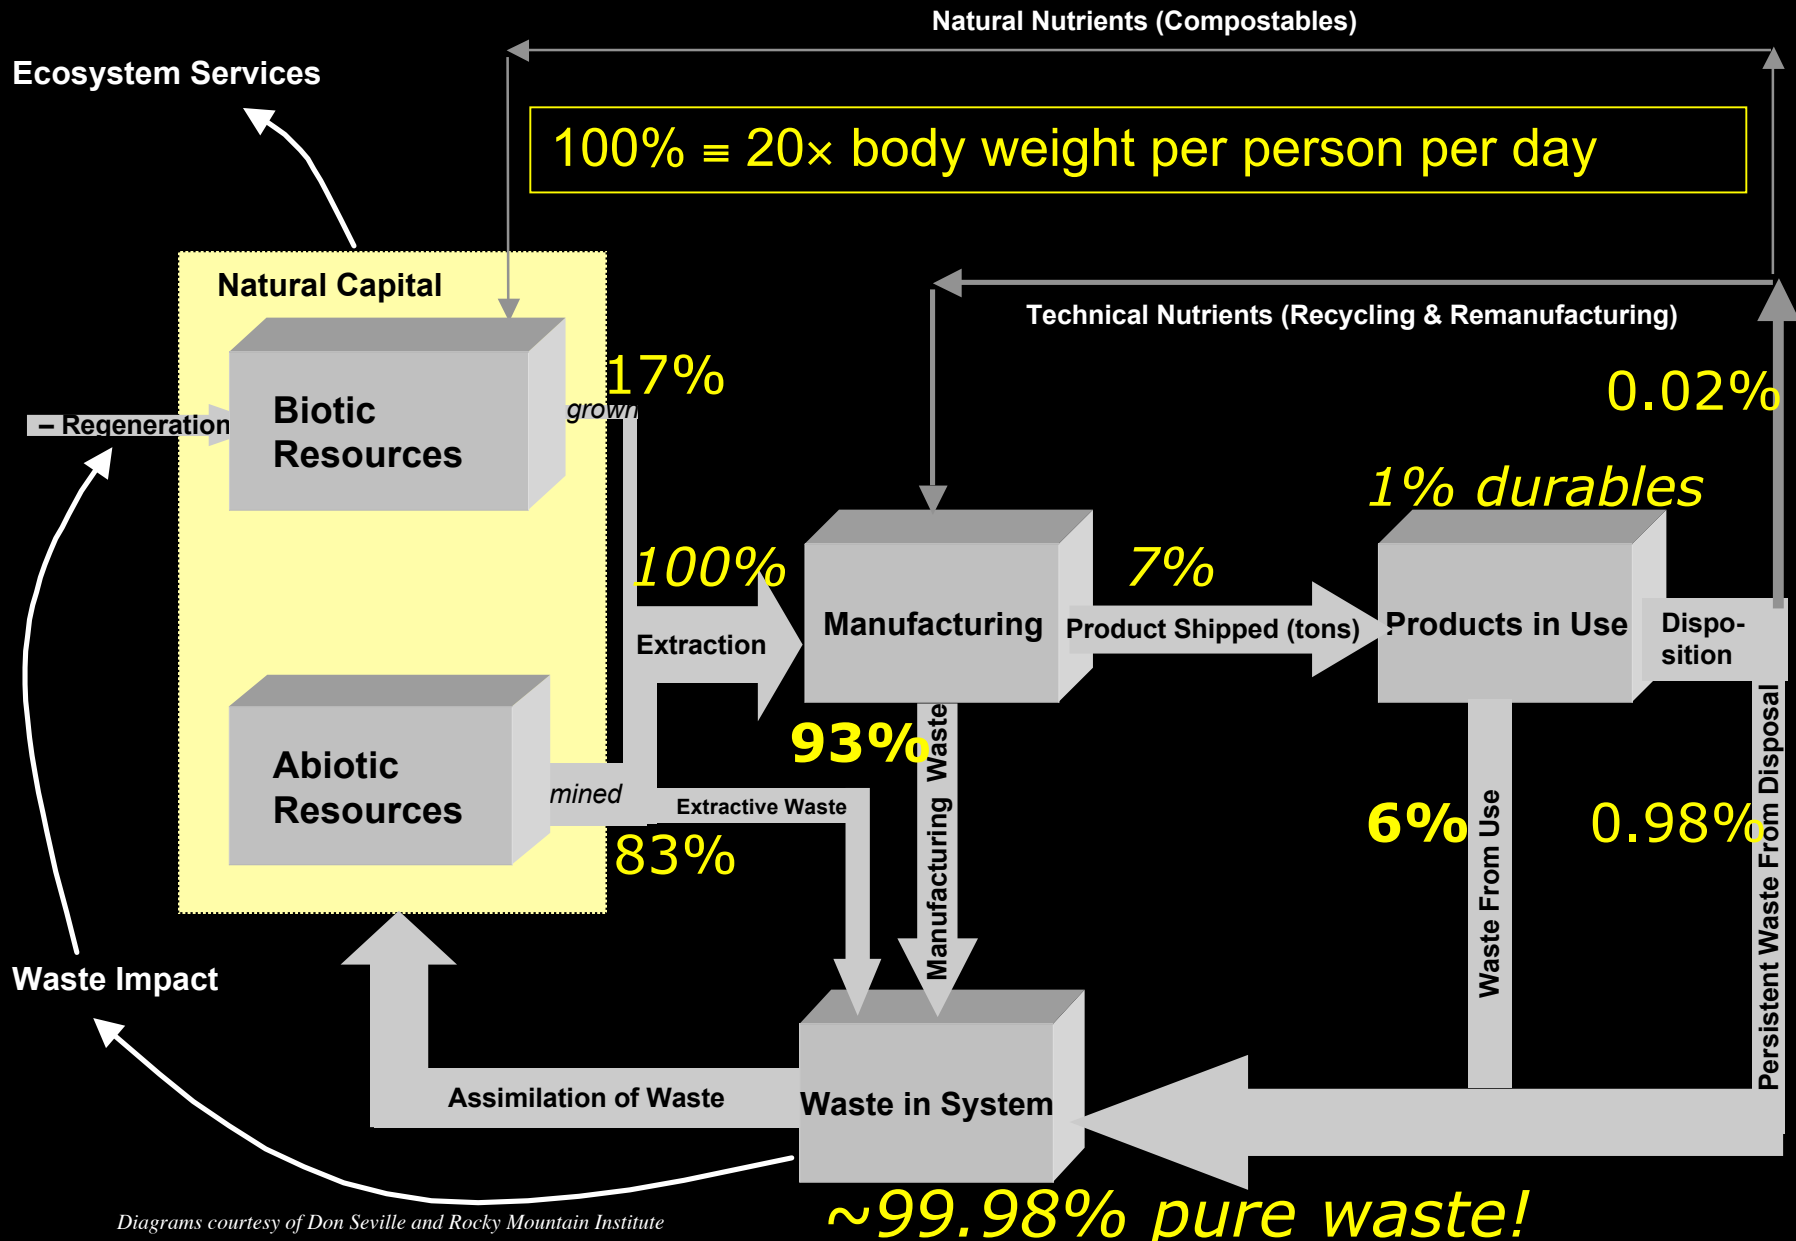 Natural Nutrients (Compostables)
Ecosystem Services
100% ≡ 20× body weight per person per day
Natural Capital
Technical Nutrients (Recycling & Remanufacturing)
17%
0.02%
Biotic
Resources
grown
– Regeneration
1% durables
100%
7%
Manufacturing
Product Shipped (tons)
Products in Use
Dispo-
sition
Extraction
93%
Abiotic
Resources
mined
Extractive Waste
83%
Manufacturing Waste
6%
Waste From Use
0.98%
Persistent Waste From Disposal
Waste Impact
Assimilation of Waste
Waste in System
~99.98% pure waste!
Diagrams courtesy of Don Seville and Rocky Mountain Institute